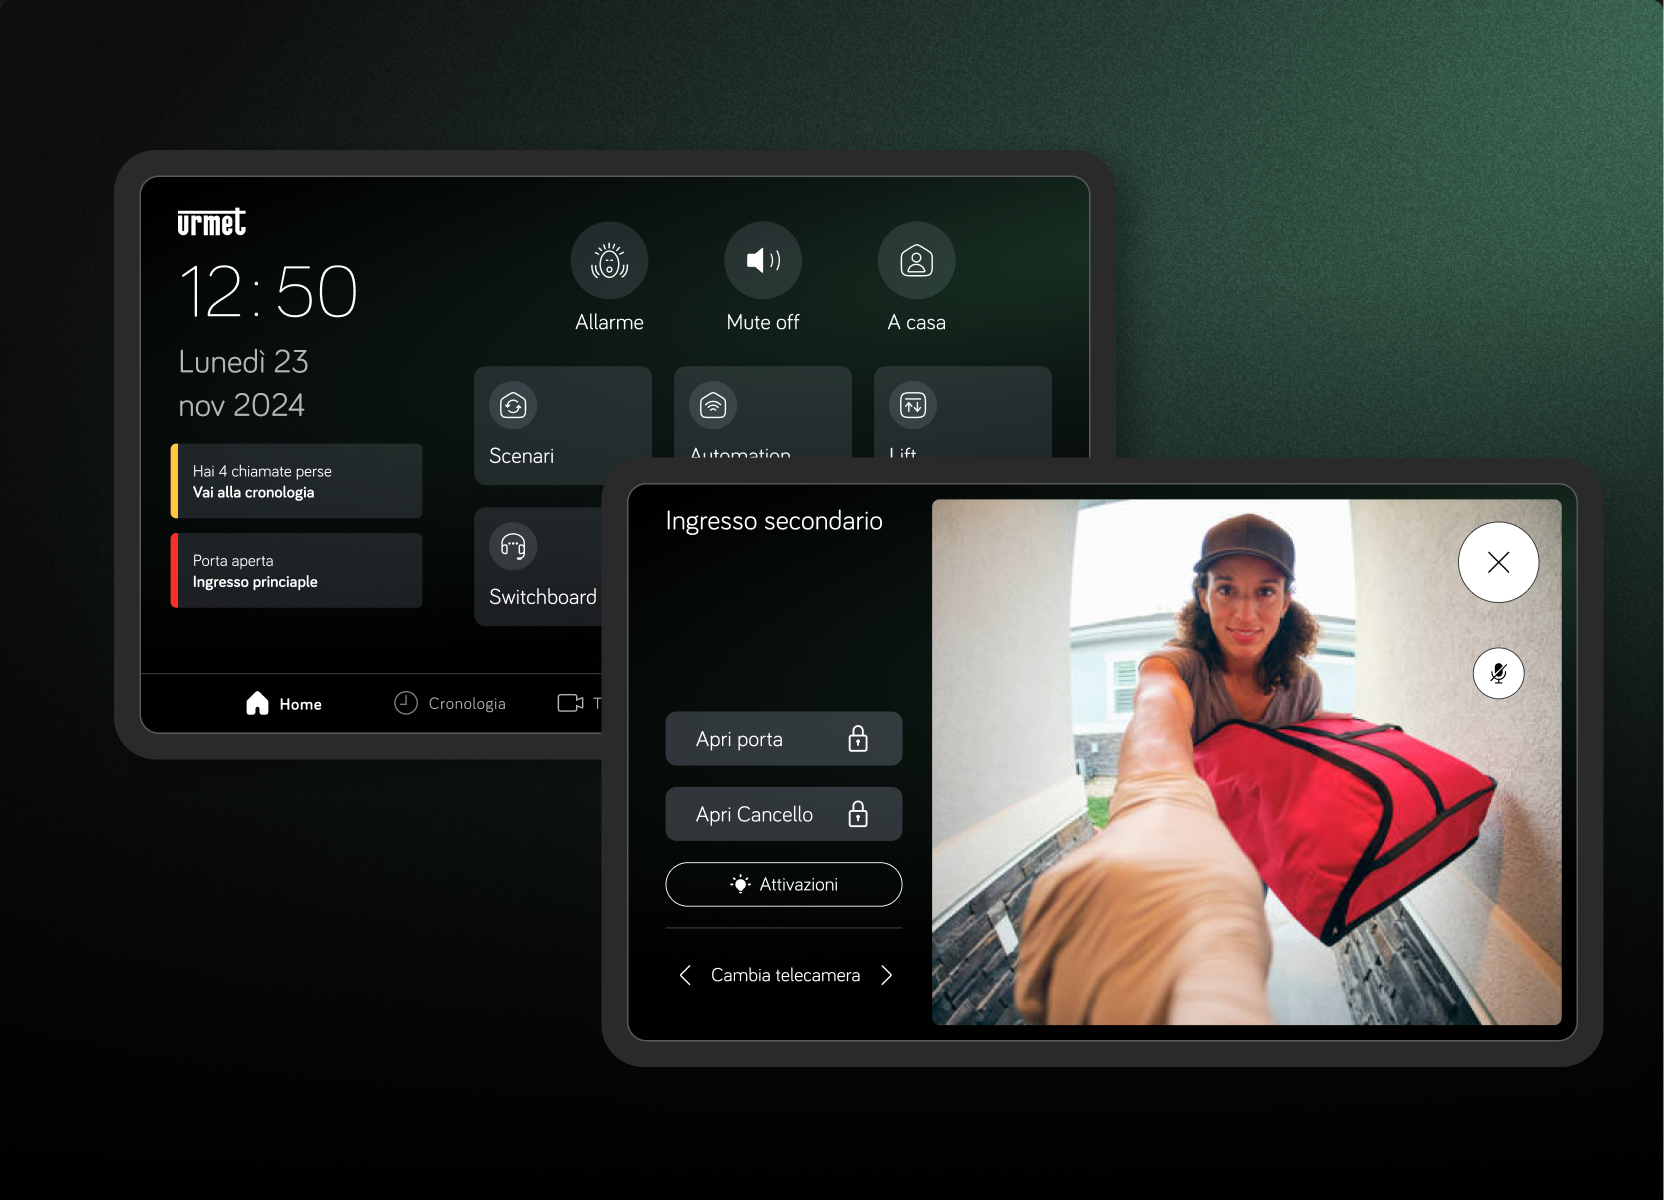 urmet
12:50
Lunedì 23
nov 2024
Hai 4 chiamate perse
Vai alla cronologia
Porta aperta
Ingresso princiaple
Allarme
Mute off
A casa
Scenari
Automation
Lift
Switchboard
Home
Cronologia
T
Ingresso secondario
Apri porta
Apri Cancello
Attivazioni
Cambia telecamera